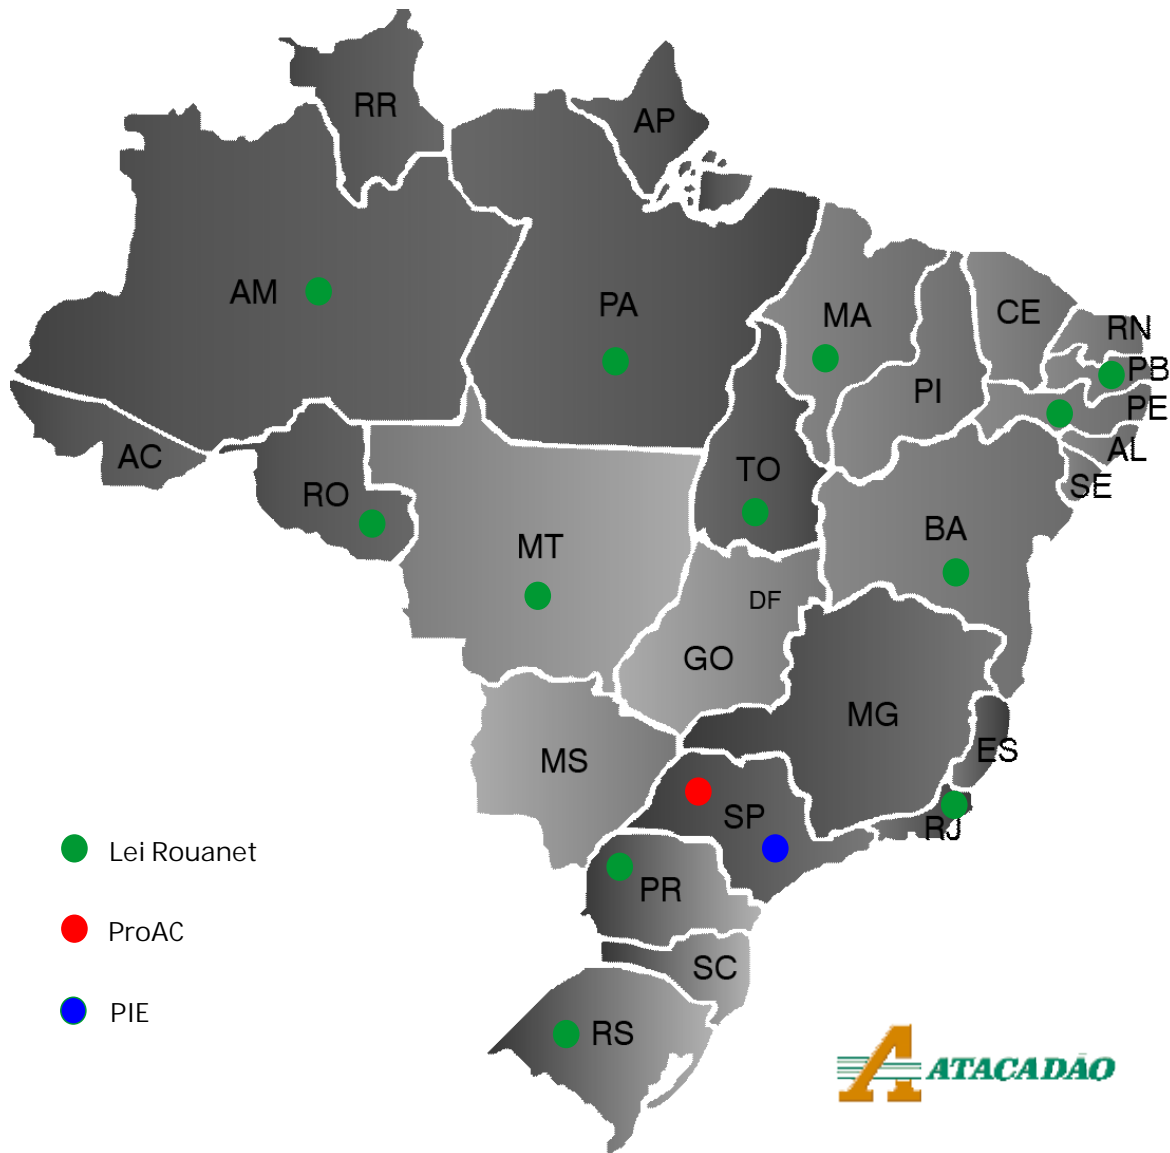 RR
AP
AM
PA
MA
CE
RN
PB
PI
PE
AC
AL
TO
SE
RO
BA
MT
DF
GO
MG
ES
MS
SP
RJ
Lei Rouanet
PR
ProAC
SC
PIE
RS
ATACADÃO